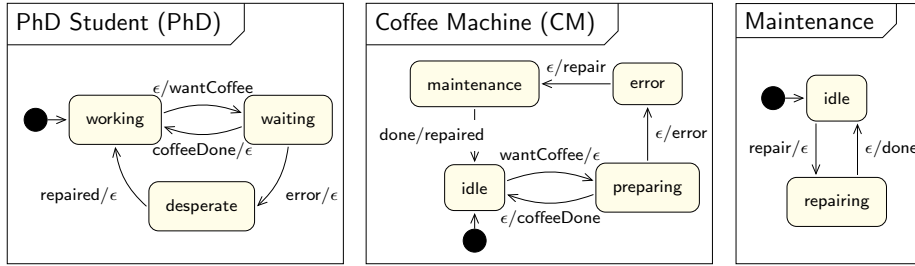 PhD Student (PhD)
ϵ/wantCoffee
working
waiting
coffeeDone/ϵ
repaired/ϵ
error/ϵ
desperate
Coffee Machine (CM)
ϵ/repair
maintenance
error
done/repaired
ϵ/error
wantCoffee/ϵ
idle
preparing
ϵ/coffeeDone
Maintenance
idle
repair/ϵ
ϵ/done
repairing